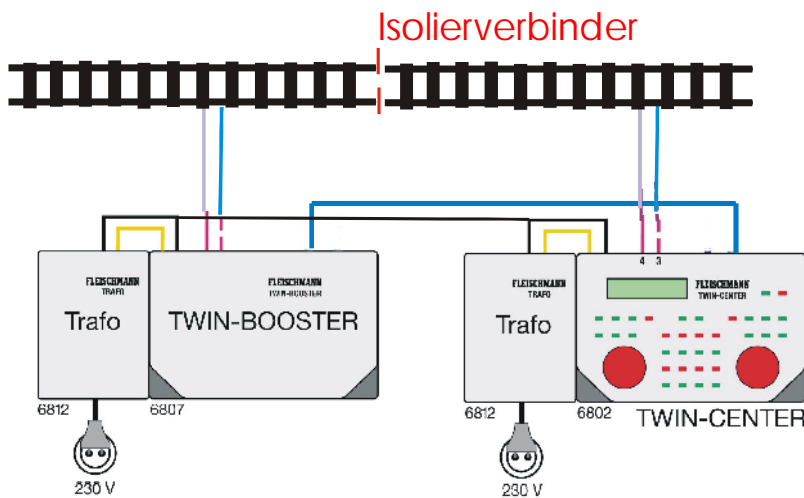 Isolierverbinder
4 3
FLEISCHMANN
TRAFO
Trafo
FLEISCHMANN
TWIN-BOOSTER
TWIN-BOOSTER
FLEISCHMANN
TRAFO
Trafo
FLEISCHMANN
TWIN-CENTER
6812
6807
6812
6802
TWIN-CENTER
230 V
230 V